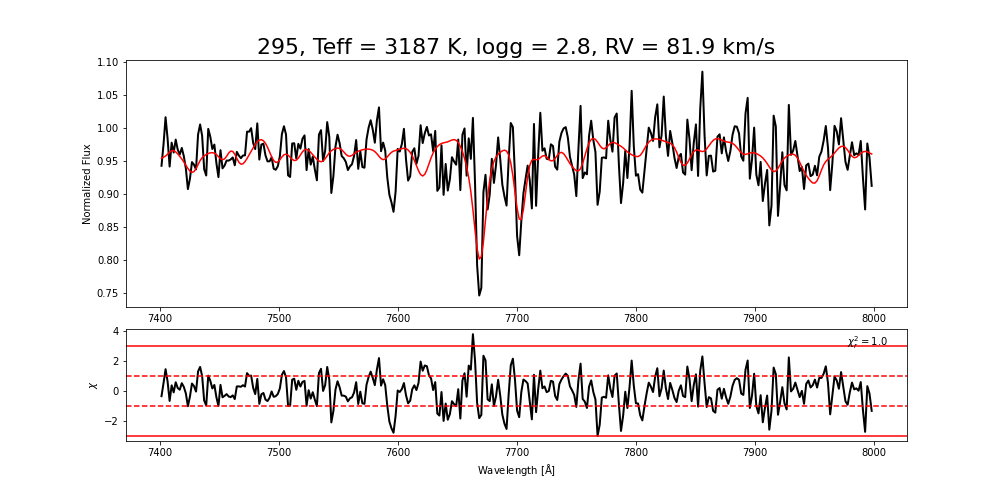 295, Teff = 3187 K, logg = 2.8, RV = 81.9 km/s
1.10
1.05
1.00
0.95
0.90
0.85
0.80
0.75
Normalized Flux
7400 7500 7600 7700 7800 7900 8000
4
2
0
−2
χ
χ²ᵣ = 1.0
7400 7500 7600 7700 7800 7900 8000
Wavelength [Å]